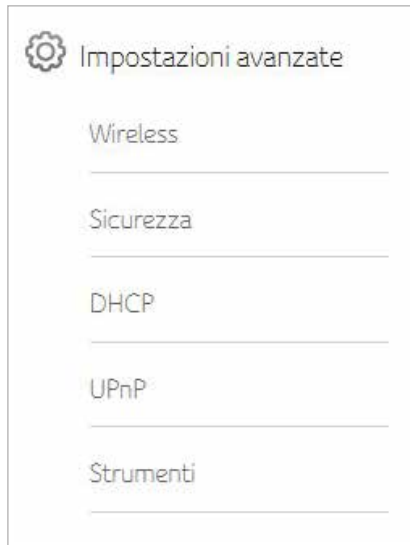 Impostazioni avanzate
Wireless
Sicurezza
DHCP
UPnP
Strumenti